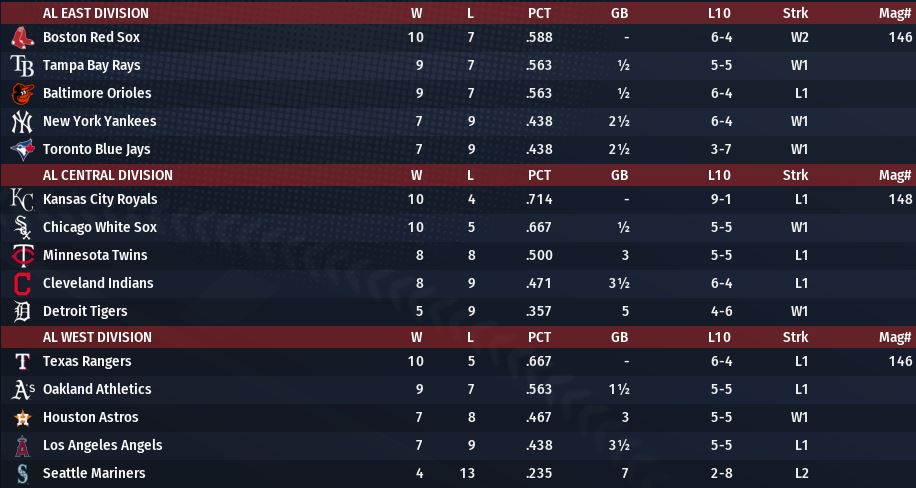 AL EAST DIVISION W L PCT GB L10 Strk Mag#
Boston Red Sox 10 7 .588 - 6-4 W2 146
Tampa Bay Rays 9 7 .563 ½ 5-5 W1
Baltimore Orioles 9 7 .563 ½ 6-4 L1
New York Yankees 7 9 .438 2½ 6-4 W1
Toronto Blue Jays 7 9 .438 2½ 3-7 W1
AL CENTRAL DIVISION W L PCT GB L10 Strk Mag#
Kansas City Royals 10 4 .714 - 9-1 L1 148
Chicago White Sox 10 5 .667 ½ 5-5 W1
Minnesota Twins 8 8 .500 3 5-5 L1
Cleveland Indians 8 9 .471 3½ 6-4 L1
Detroit Tigers 5 9 .357 5 4-6 W1
AL WEST DIVISION W L PCT GB L10 Strk Mag#
Texas Rangers 10 5 .667 - 6-4 L1 146
Oakland Athletics 9 7 .563 1½ 5-5 L1
Houston Astros 7 8 .467 3 5-5 W1
Los Angeles Angels 7 9 .438 3½ 5-5 L1
Seattle Mariners 4 13 .235 7 2-8 L2